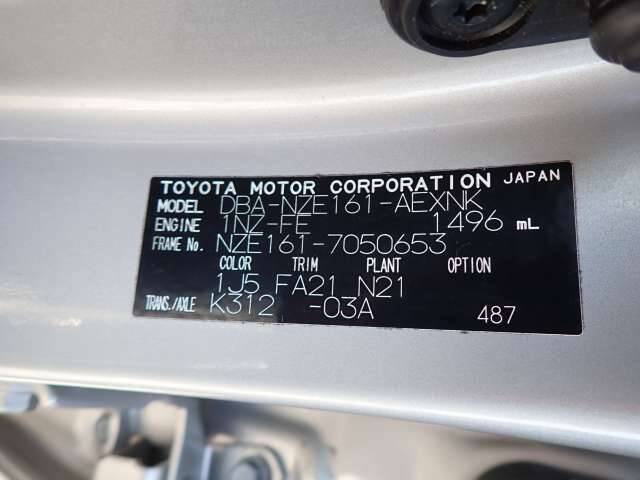 TOYOTA MOTOR CORPORATION JAPAN
MODEL DBA-NZE161-AEXNK
ENGINE 1NZ-FE 1496 mL
FRAME No. NZE161-7050653
COLOR TRIM PLANT OPTION
1J5 FA21 N21
TRANS./AXLE K312 -03A 487